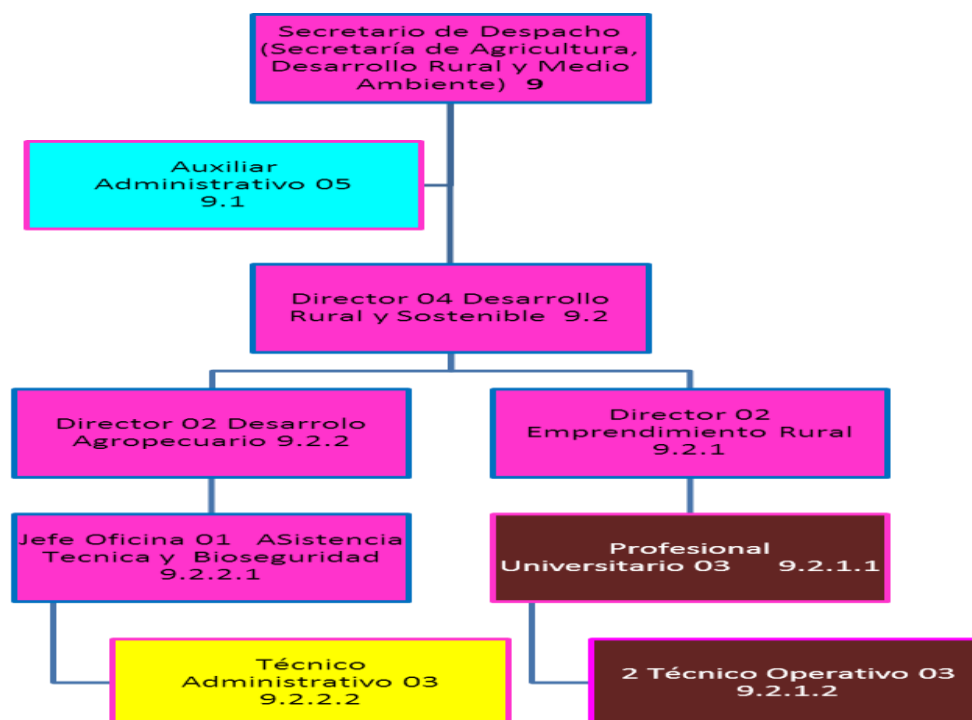 Secretario de Despacho
(Secretaría de Agricultura,
Desarrollo Rural y Medio
Ambiente) 9
Auxiliar
Administrativo 05
9.1
Director 04 Desarrollo
Rural y Sostenible 9.2
Director 02 Desarrolo
Agropecuario 9.2.2
Director 02
Emprendimiento Rural
9.2.1
Jefe Oficina 01 ASistencia
Tecnica y Bioseguridad
9.2.2.1
Profesional
Universitario 03 9.2.1.1
Técnico
Administrativo 03
9.2.2.2
2 Técnico Operativo 03
9.2.1.2